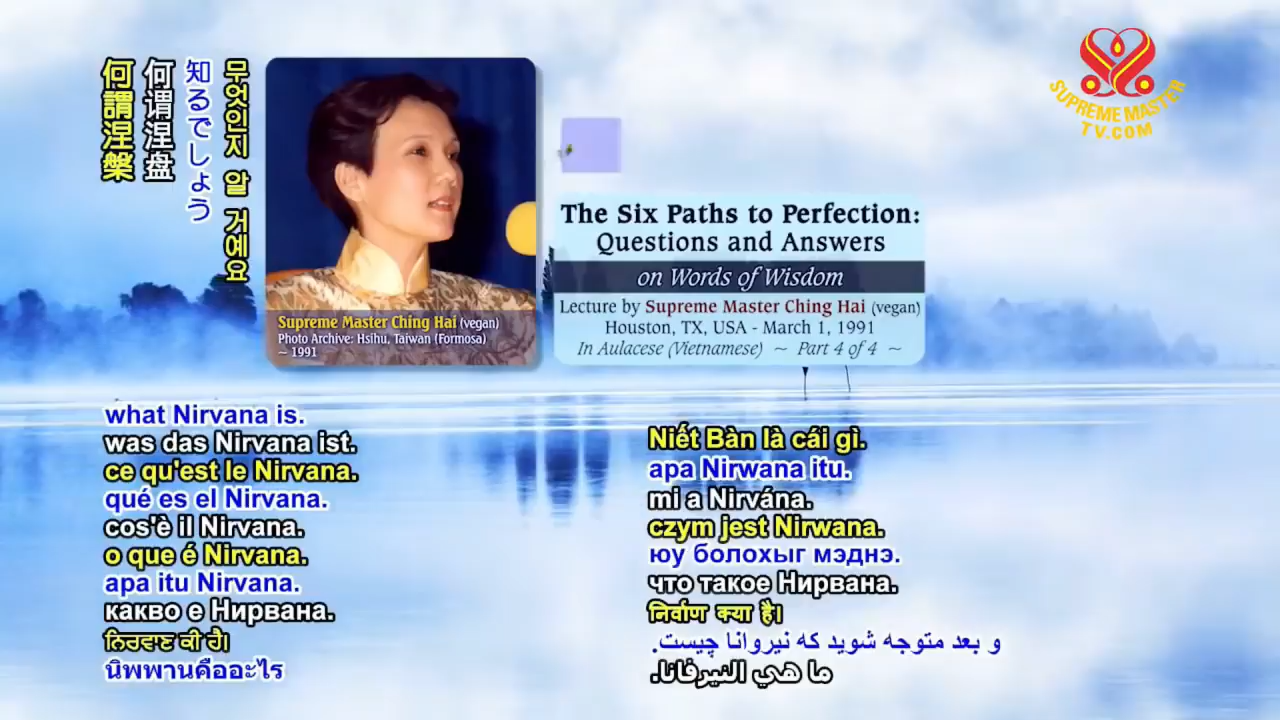 何謂涅槃
何谓涅盘
知るでしょう
무엇인지 알 거예요
SUPREME MASTER
TV.COM
Supreme Master Ching Hai (vegan)
Photo Archive: Hsihu, Taiwan (Formosa)
~ 1991
The Six Paths to Perfection:
Questions and Answers
on Words of Wisdom
Lecture by Supreme Master Ching Hai (vegan)
Houston, TX, USA - March 1, 1991
In Aulacese (Vietnamese) ~ Part 4 of 4 ~
what Nirvana is.
was das Nirvana ist.
ce qu'est le Nirvana.
qué es el Nirvana.
cos'è il Nirvana.
o que é Nirvana.
apa itu Nirvana.
какво е Нирвана.
ਨਿਰਵਾਣ ਕੀ ਹੈ।
นิพพานคืออะไร
Niết Bàn là cái gì.
apa Nirwana itu.
mi a Nirvána.
czym jest Nirwana.
юу болохыг мэднэ.
что такое Нирвана.
निर्वाण क्या है।
و بعد متوجه شوید که نیروانا چیست.
ما هي النيرفانا.